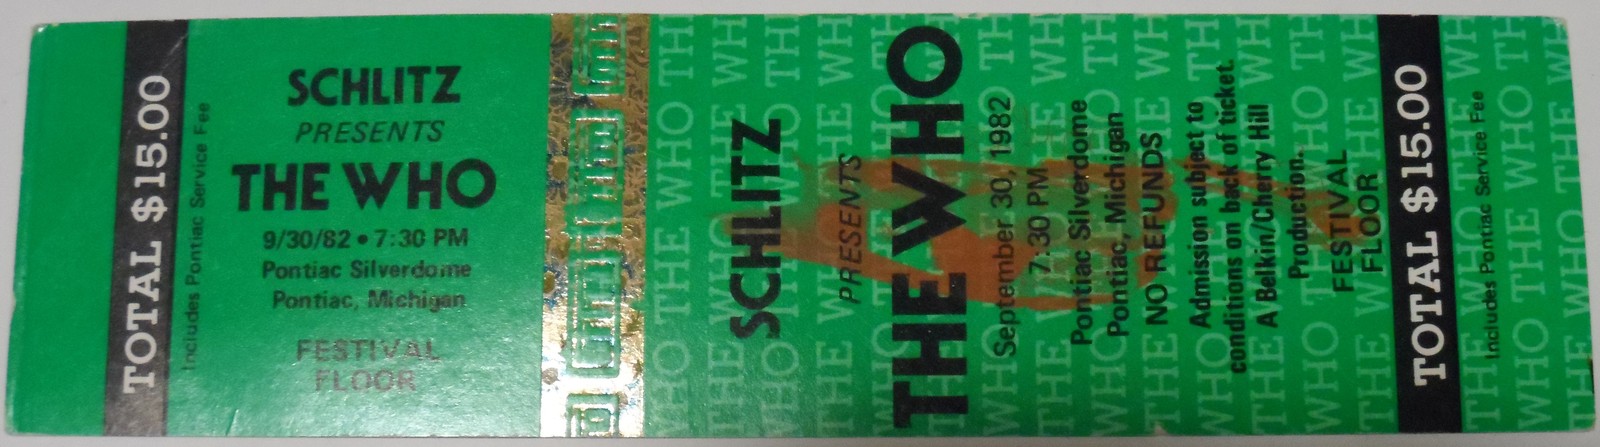 TOTAL $15.00
Includes Pontiac Service Fee
SCHLITZ
PRESENTS
THE WHO
9/30/82 • 7:30 PM
Pontiac Silverdome
Pontiac, Michigan
FESTIVAL
FLOOR
SCHLITZ
PRESENTS
THE WHO
September 30, 1982
7:30 PM
Pontiac Silverdome
Pontiac, Michigan
NO REFUNDS
Admission subject to
conditions on back of ticket.
A Belkin/Cherry Hill
Production.
FESTIVAL
FLOOR
TOTAL $15.00
Includes Pontiac Service Fee